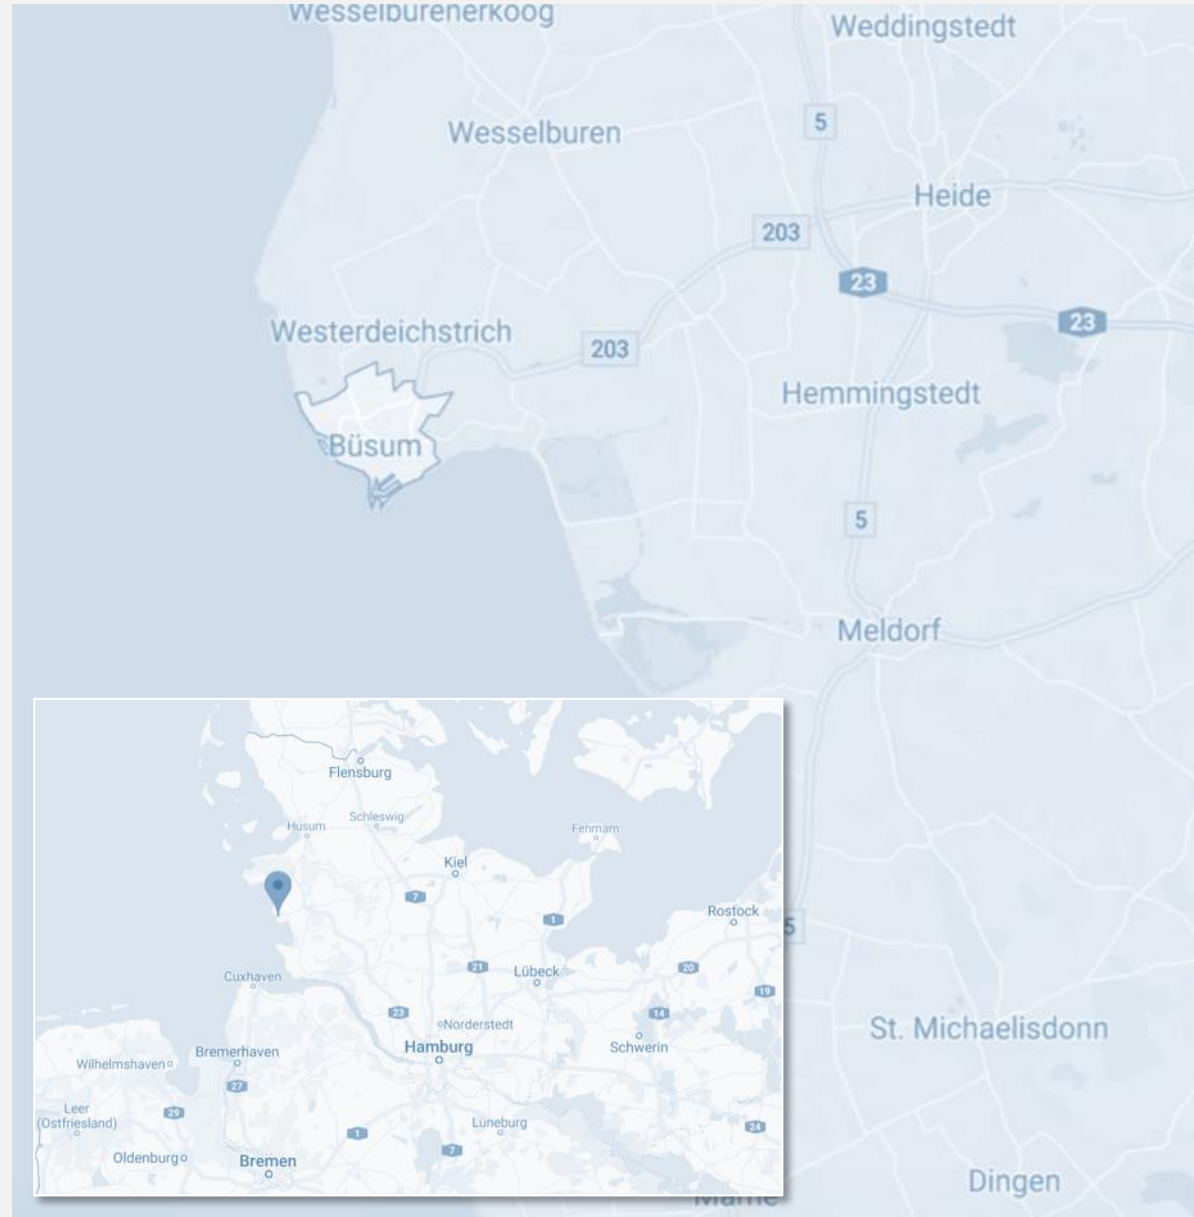 Wesselburenerkoog
Weddingstedt
5
Wesselburen
Heide
203
23
23
Westerdeichstrich
203
Hemmingstedt
Büsum
5
Meldorf
Flensburg
Schleswig
Husum
Fehmarn
Kiel
7
1
Rostock
5
21
Lübeck
20
Cuxhaven
19
23
14
Norderstedt
St. Michaelisdonn
Hamburg
Schwerin
Bremerhaven
Wilhelmshaven
27
Leer
(Ostfriesland)
29
Lüneburg
24
1
7
Oldenburg
Bremen
Dingen
Marne